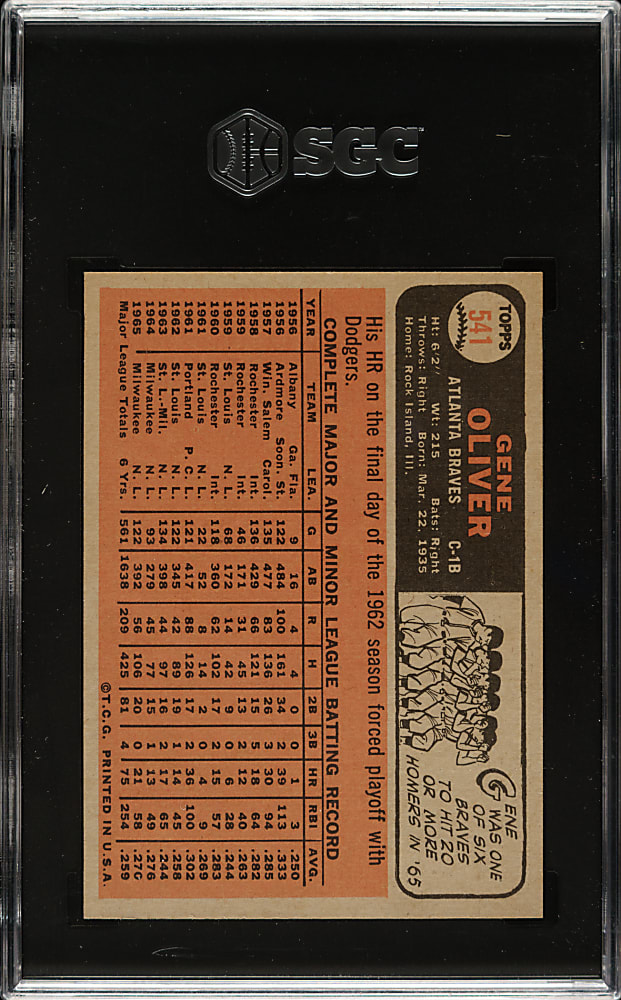 SGC
TOPPS
541
GENE
OLIVER
ATLANTA BRAVES C-1B
Ht: 6'2" Wt: 215 Bats: Right
Throws: Right Born: Mar. 22, 1935
Home: Rock Island, Ill.
GENE
WAS ONE
OF SIX
BRAVES
TO HIT 20
OR MORE
HOMERS IN '65
His HR on the final day of the 1962 season forced playoff with
Dodgers.
COMPLETE MAJOR AND MINOR LEAGUE BATTING RECORD
YEAR TEAM LEA. G AB R H 2B 3B HR RBI AVG.
1956 Albany Ga. Fla. 9 16 4 4 0 0 1 3 .250
1956 Ardmore Soon. St. 127 484 100 161 34 2 39 113 .333
1957 Win. Salem Carol. 135 477 83 136 26 3 30 94 .285
1958 Rochester Int. 136 429 66 121 15 5 18 64 .282
1959 Rochester Int. 46 171 31 45 13 2 12 40 .263
1959 St. Louis N. L. 68 172 14 42 9 0 6 28 .244
1960 Rochester Int. 118 360 62 102 17 2 15 57 .283
1961 St. Louis N. L. 22 52 8 14 2 0 4 9 .269
1961 Portland P. C. L. 121 417 88 126 17 2 36 100 .302
1962 St. Louis N. L. 122 345 42 89 19 1 14 45 .258
1963 St. L.-Mil. N. L. 134 398 44 97 16 2 17 65 .244
1964 Milwaukee N. L. 93 279 45 77 15 1 13 49 .276
1965 Milwaukee N. L. 122 392 56 106 20 0 21 58 .270
Major League Totals 6 Yrs. 561 1638 209 425 81 4 75 254 .259
©T.C.G. PRINTED IN U.S.A.